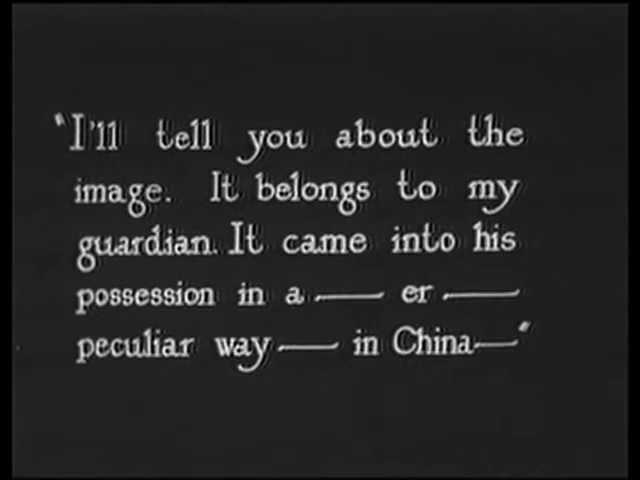 "I'll tell you about the
image. It belongs to my
guardian. It came into his
possession in a — er —
peculiar way — in China—"